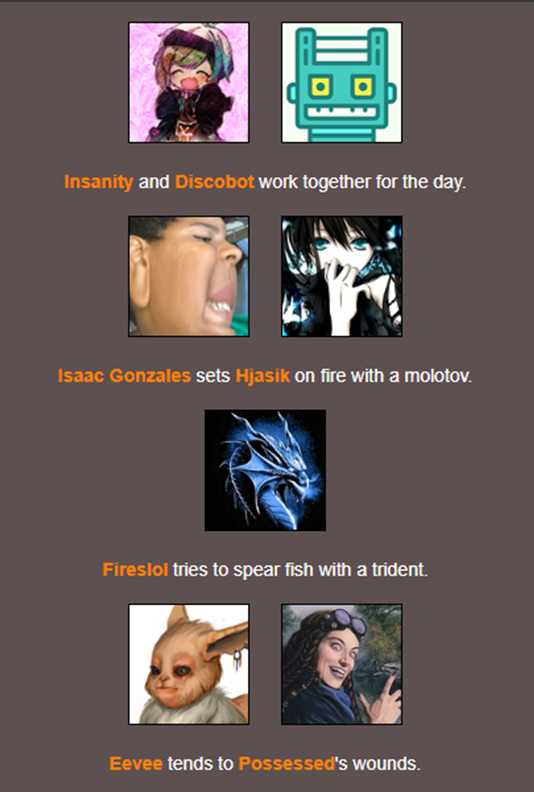 Insanity and Discobot work together for the day.
Isaac Gonzales sets Hjasik on fire with a molotov.
Fireslol tries to spear fish with a trident.
Eevee tends to Possessed's wounds.